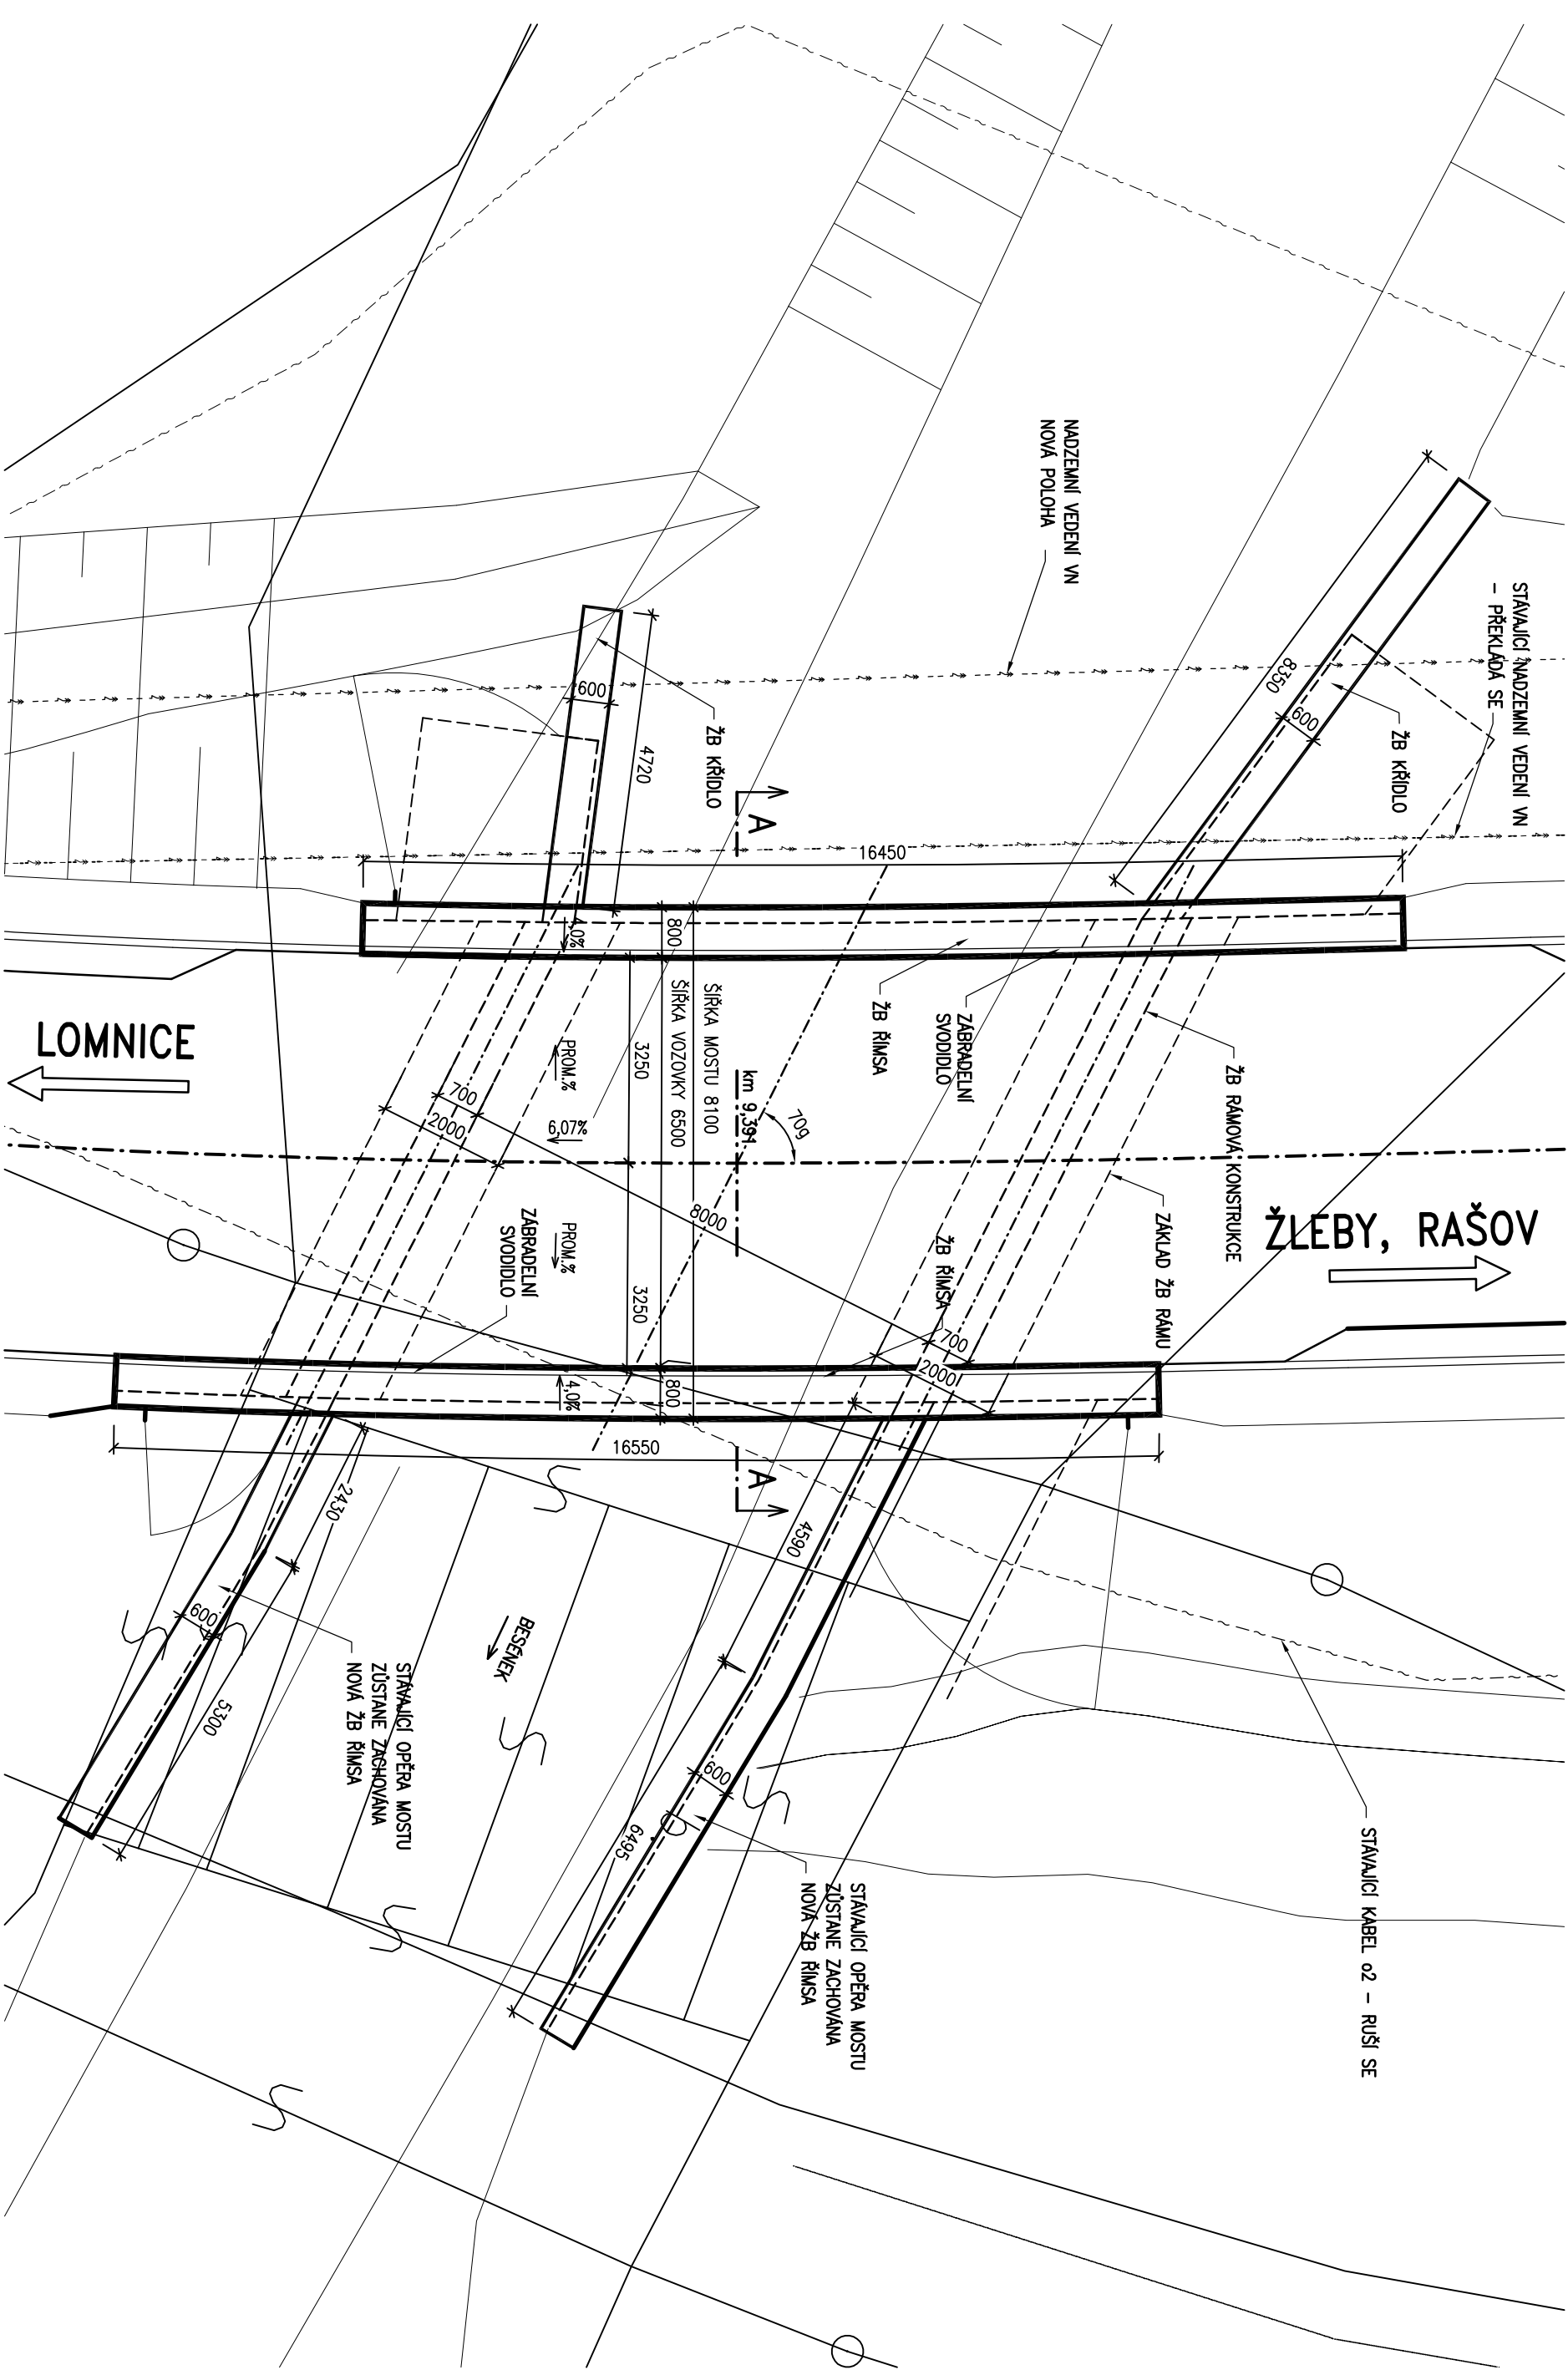 NADZEMNÍ VEDENÍ VN
NOVÁ POLOHA
STÁVAJÍCÍ NADZEMNÍ VEDENÍ VN
- PŘEKLÁDÁ SE
8350
600
ŽB KŘÍDLO
600
4720
ŽB KŘÍDLO
A
16450
4,0%
800
ŠÍŘKA MOSTU 8100
ŠÍŘKA VOZOVKY 6500
ŽB ŘÍMSA
ZÁBRADELNÍ
SVODIDLO
LOMNICE
PROM.%
3250
km 9,391
70g
ŽB RÁMOVÁ KONSTRUKCE
700
2000
6,07%
8000
ZÁKLAD ŽB RÁMU
ŽLEBY, RAŠOV
ZÁBRADELNÍ
SVODIDLO
PROM.%
3250
ŽB ŘÍMSA
700
2000
4,0%
800
16550
A
2430
4590
600
BESÉNEK
STÁVAJÍCÍ OPĚRA MOSTU
ZŮSTANE ZACHOVÁNA
NOVÁ ŽB ŘÍMSA
5300
600
6495
STÁVAJÍCÍ OPĚRA MOSTU
ZŮSTANE ZACHOVÁNA
NOVÁ ŽB ŘÍMSA
STÁVAJÍCÍ KABEL o2 - RUŠÍ SE